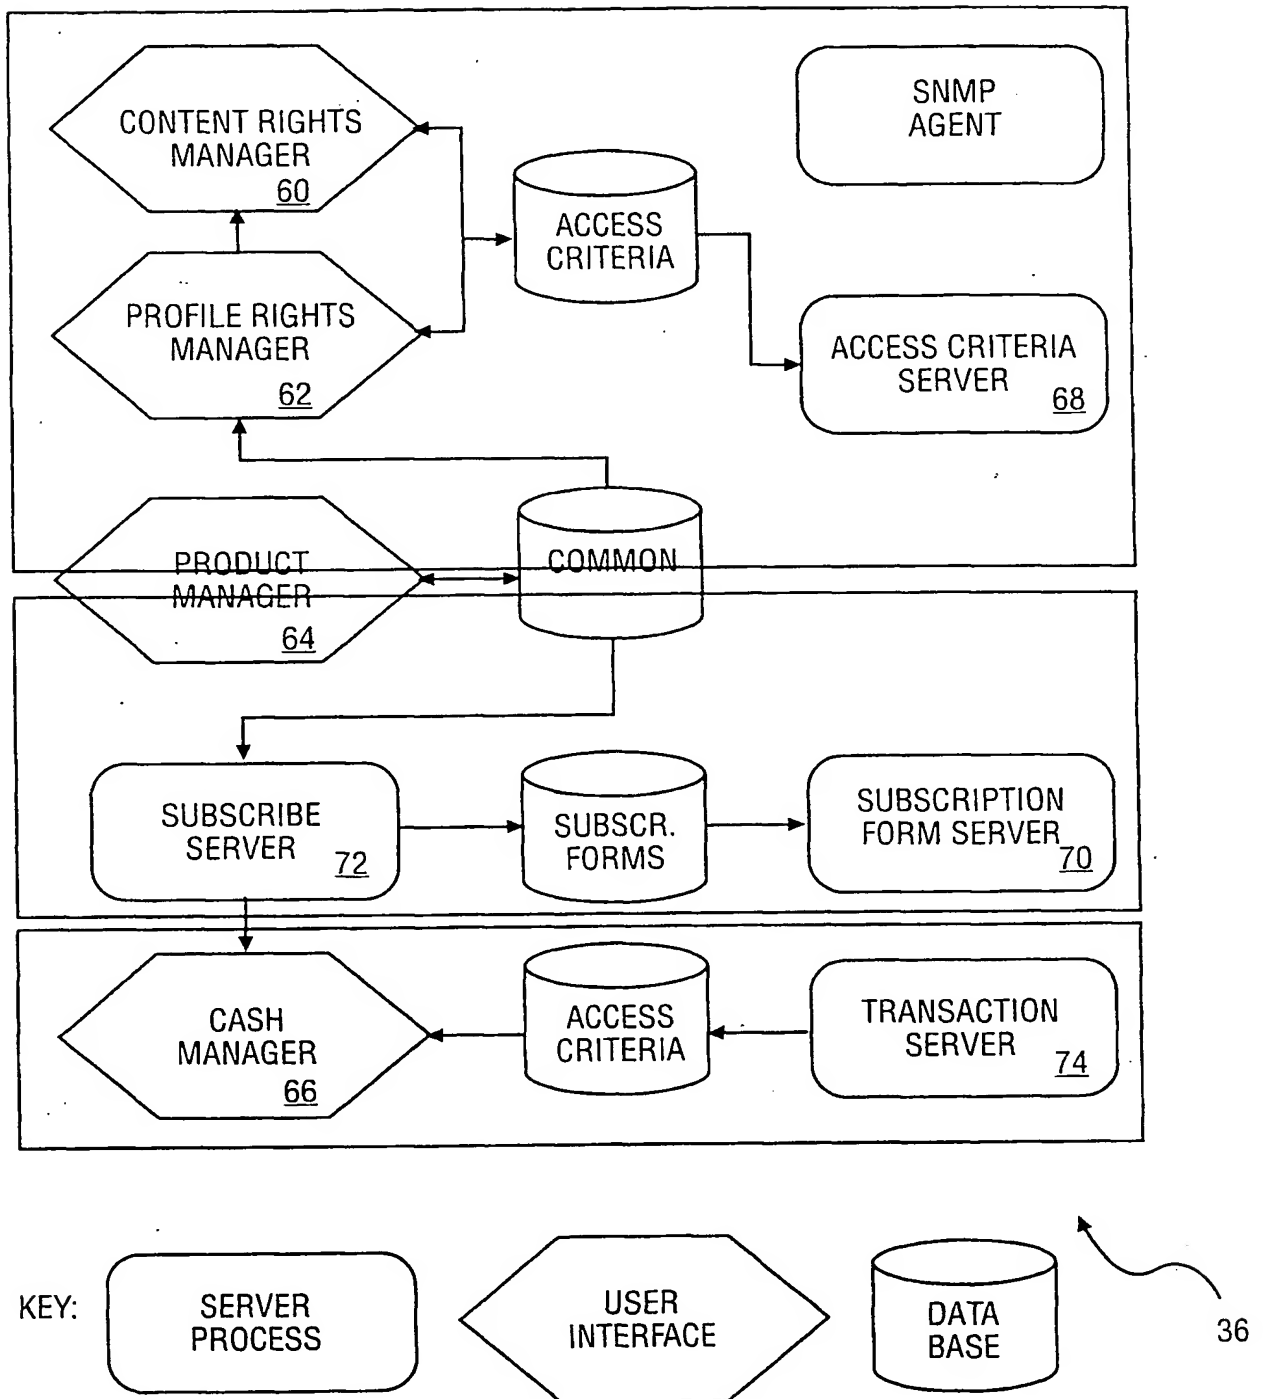 CONTENT RIGHTS
MANAGER
60
SNMP
AGENT
ACCESS
CRITERIA
PROFILE RIGHTS
MANAGER
62
ACCESS CRITERIA
SERVER
68
PRODUCT
MANAGER
64
COMMON
SUBSCRIBE
SERVER
72
SUBSCR.
FORMS
SUBSCRIPTION
FORM SERVER
70
CASH
MANAGER
66
ACCESS
CRITERIA
TRANSACTION
SERVER
74
KEY:
SERVER
PROCESS
USER
INTERFACE
DATA
BASE
36